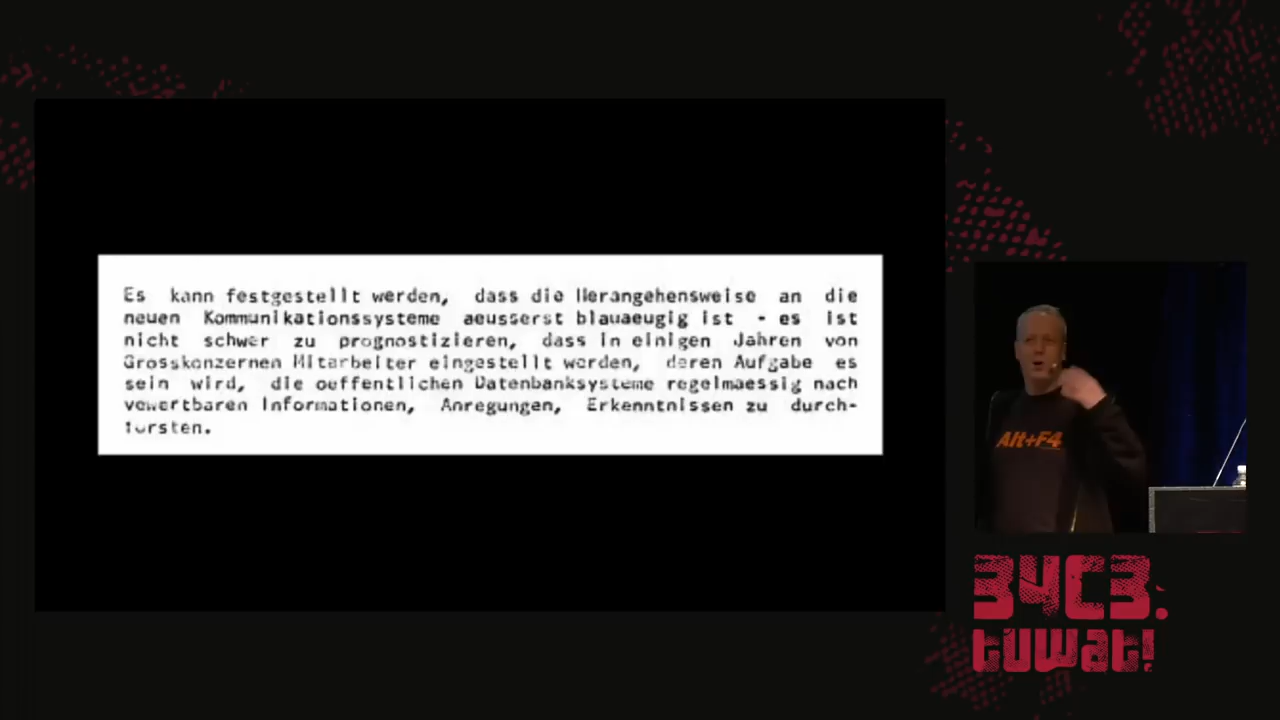 Es kann festgestellt werden, dass die Herangehensweise an die
neuen Kommunikationssysteme aeusserst blauaeugig ist - es ist
nicht schwer zu prognostizieren, dass in einigen Jahren von
Grosskonzernen Mitarbeiter eingestellt werden, deren Aufgabe es
sein wird, die oeffentlichen Datenbanksysteme regelmaessig nach
vewertbaren Informationen, Anregungen, Erkenntnissen zu durch-
forsten.
Alt+F4
34C3.
tuwat!